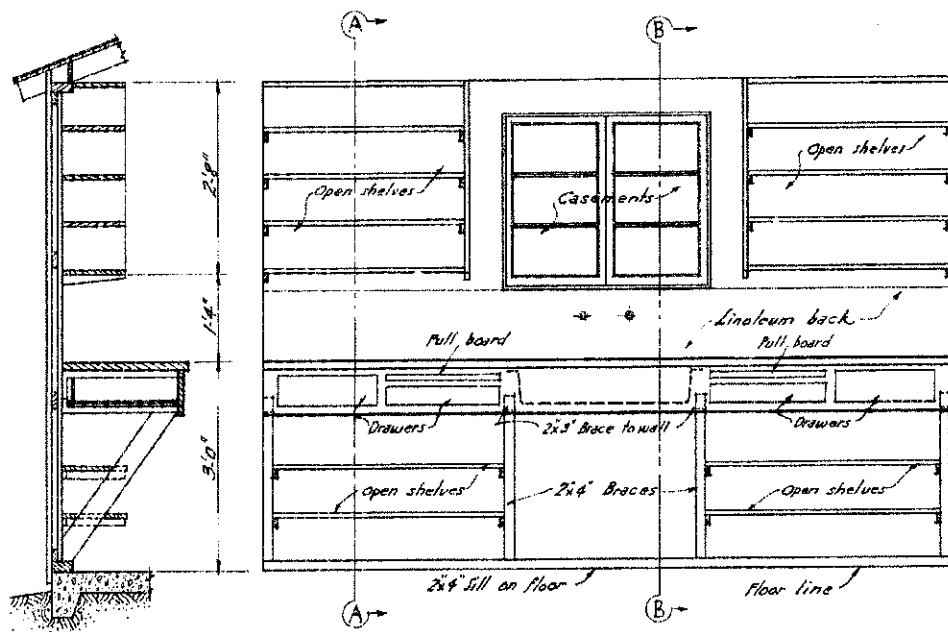 A
B
2'-8"
1'-4"
3'-0"
Open shelves
Casements
Open shelves
Linoleum back
Pull board
Pull board
Drawers
2"x3" Brace to wall
Drawers
Open shelves
2"x4" Braces
Open shelves
2"x4" Sill on floor
Floor line
A
B